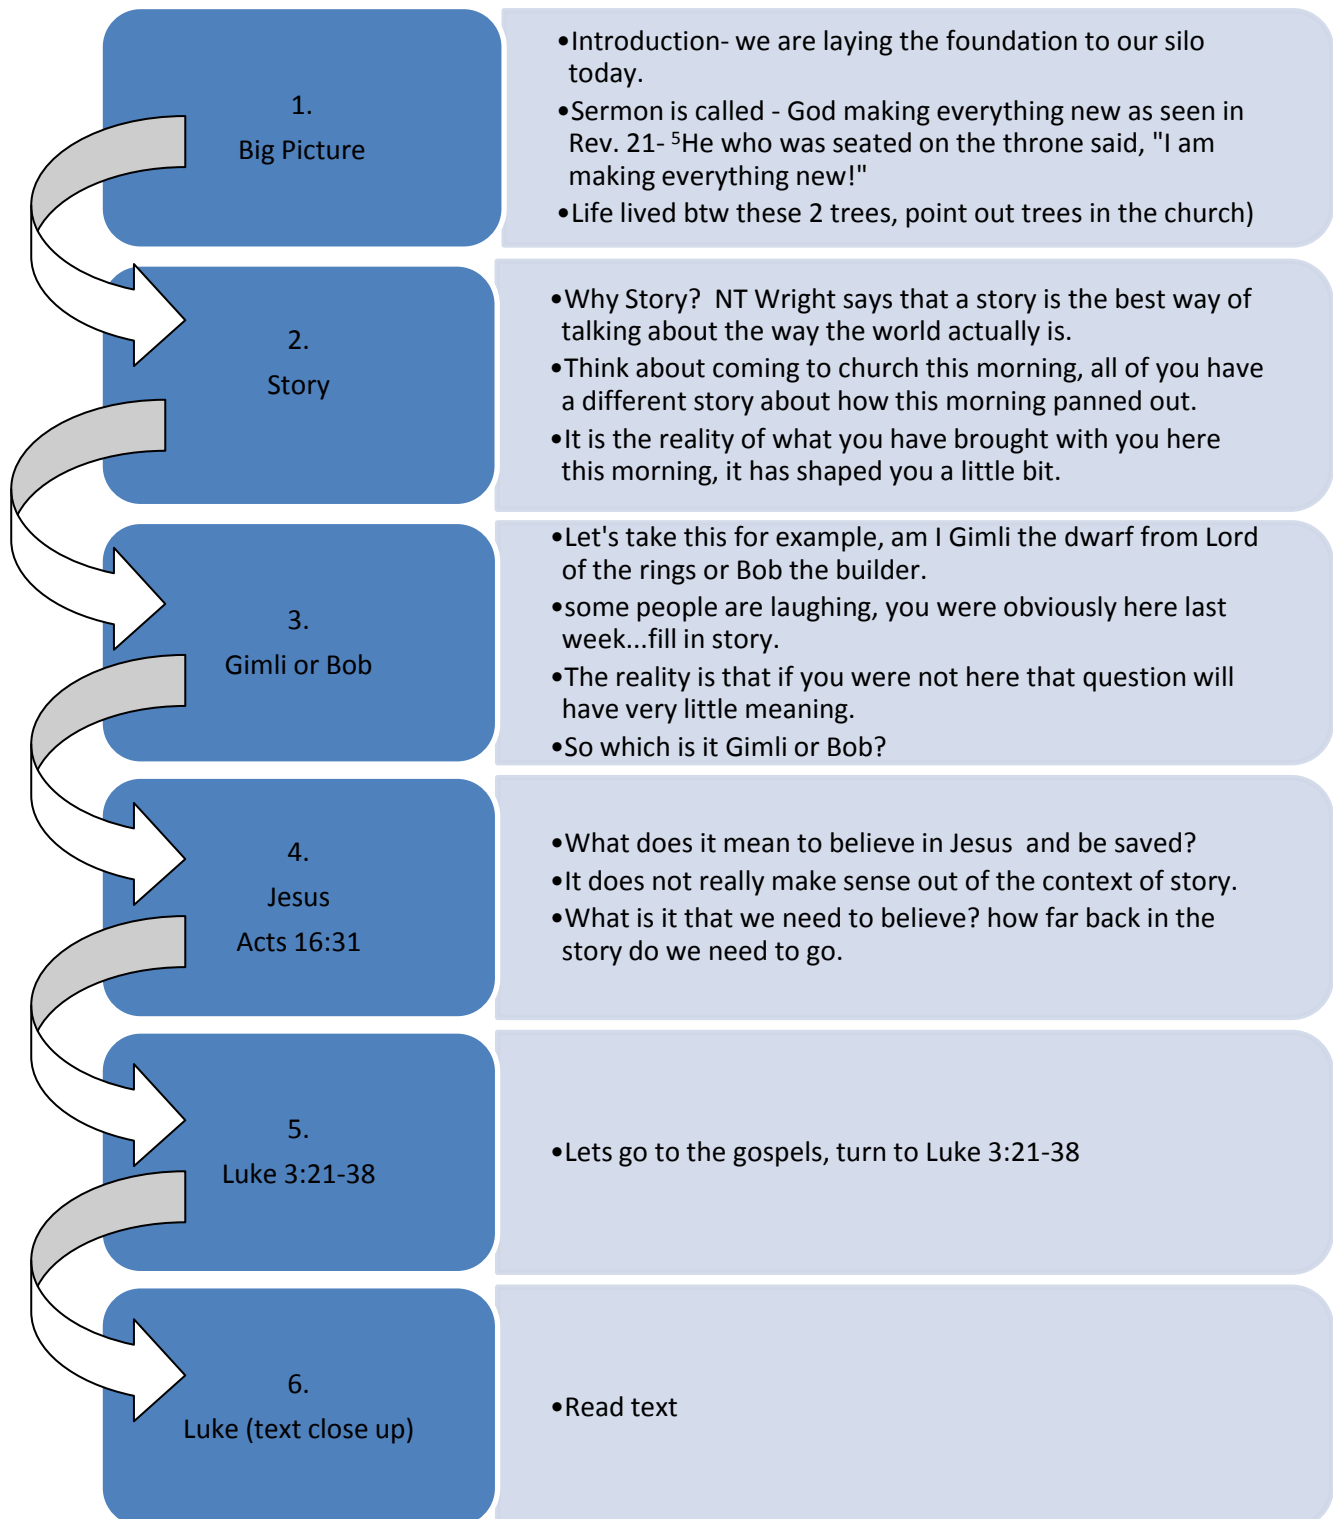 1.
Big Picture
•Introduction- we are laying the foundation to our silo
today.
•Sermon is called - God making everything new as seen in
Rev. 21- ⁵He who was seated on the throne said, "I am
making everything new!"
•Life lived btw these 2 trees, point out trees in the church)
2.
Story
•Why Story?  NT Wright says that a story is the best way of
talking about the way the world actually is.
•Think about coming to church this morning, all of you have
a different story about how this morning panned out.
•It is the reality of what you have brought with you here
this morning, it has shaped you a little bit.
3.
Gimli or Bob
•Let's take this for example, am I Gimli the dwarf from Lord
of the rings or Bob the builder.
•some people are laughing, you were obviously here last
week...fill in story.
•The reality is that if you were not here that question will
have very little meaning.
•So which is it Gimli or Bob?
4.
Jesus
Acts 16:31
•What does it mean to believe in Jesus  and be saved?
•It does not really make sense out of the context of story.
•What is it that we need to believe? how far back in the
story do we need to go.
5.
Luke 3:21-38
•Lets go to the gospels, turn to Luke 3:21-38
6.
Luke (text close up)
•Read text